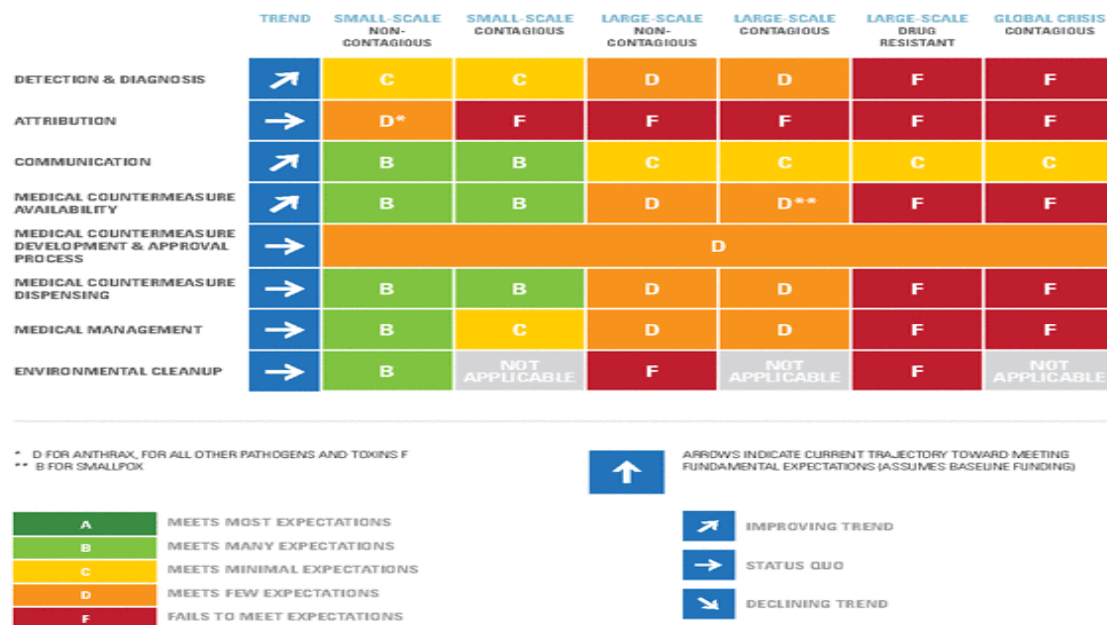 TREND SMALL-SCALE SMALL-SCALE LARGE-SCALE LARGE-SCALE LARGE-SCALE GLOBAL CRISIS
NON- CONTAGIOUS NON- CONTAGIOUS DRUG CONTAGIOUS
CONTAGIOUS CONTAGIOUS RESISTANT
DETECTION & DIAGNOSIS C C D D F F
ATTRIBUTION D* F F F F F
COMMUNICATION B B C C C C
MEDICAL COUNTERMEASURE
AVAILABILITY B B D D** F F
MEDICAL COUNTERMEASURE
DEVELOPMENT & APPROVAL D
PROCESS
MEDICAL COUNTERMEASURE
DISPENSING B B D D F F
MEDICAL MANAGEMENT B C D D F F
ENVIRONMENTAL CLEANUP B NOT APPLICABLE F NOT APPLICABLE F NOT APPLICABLE
* D FOR ANTHRAX, FOR ALL OTHER PATHOGENS AND TOXINS F
** B FOR SMALLPOX
ARROWS INDICATE CURRENT TRAJECTORY TOWARD MEETING
FUNDAMENTAL EXPECTATIONS (ASSUMES BASELINE FUNDING)
A MEETS MOST EXPECTATIONS
B MEETS MANY EXPECTATIONS
C MEETS MINIMAL EXPECTATIONS
D MEETS FEW EXPECTATIONS
F FAILS TO MEET EXPECTATIONS
IMPROVING TREND
STATUS QUO
DECLINING TREND